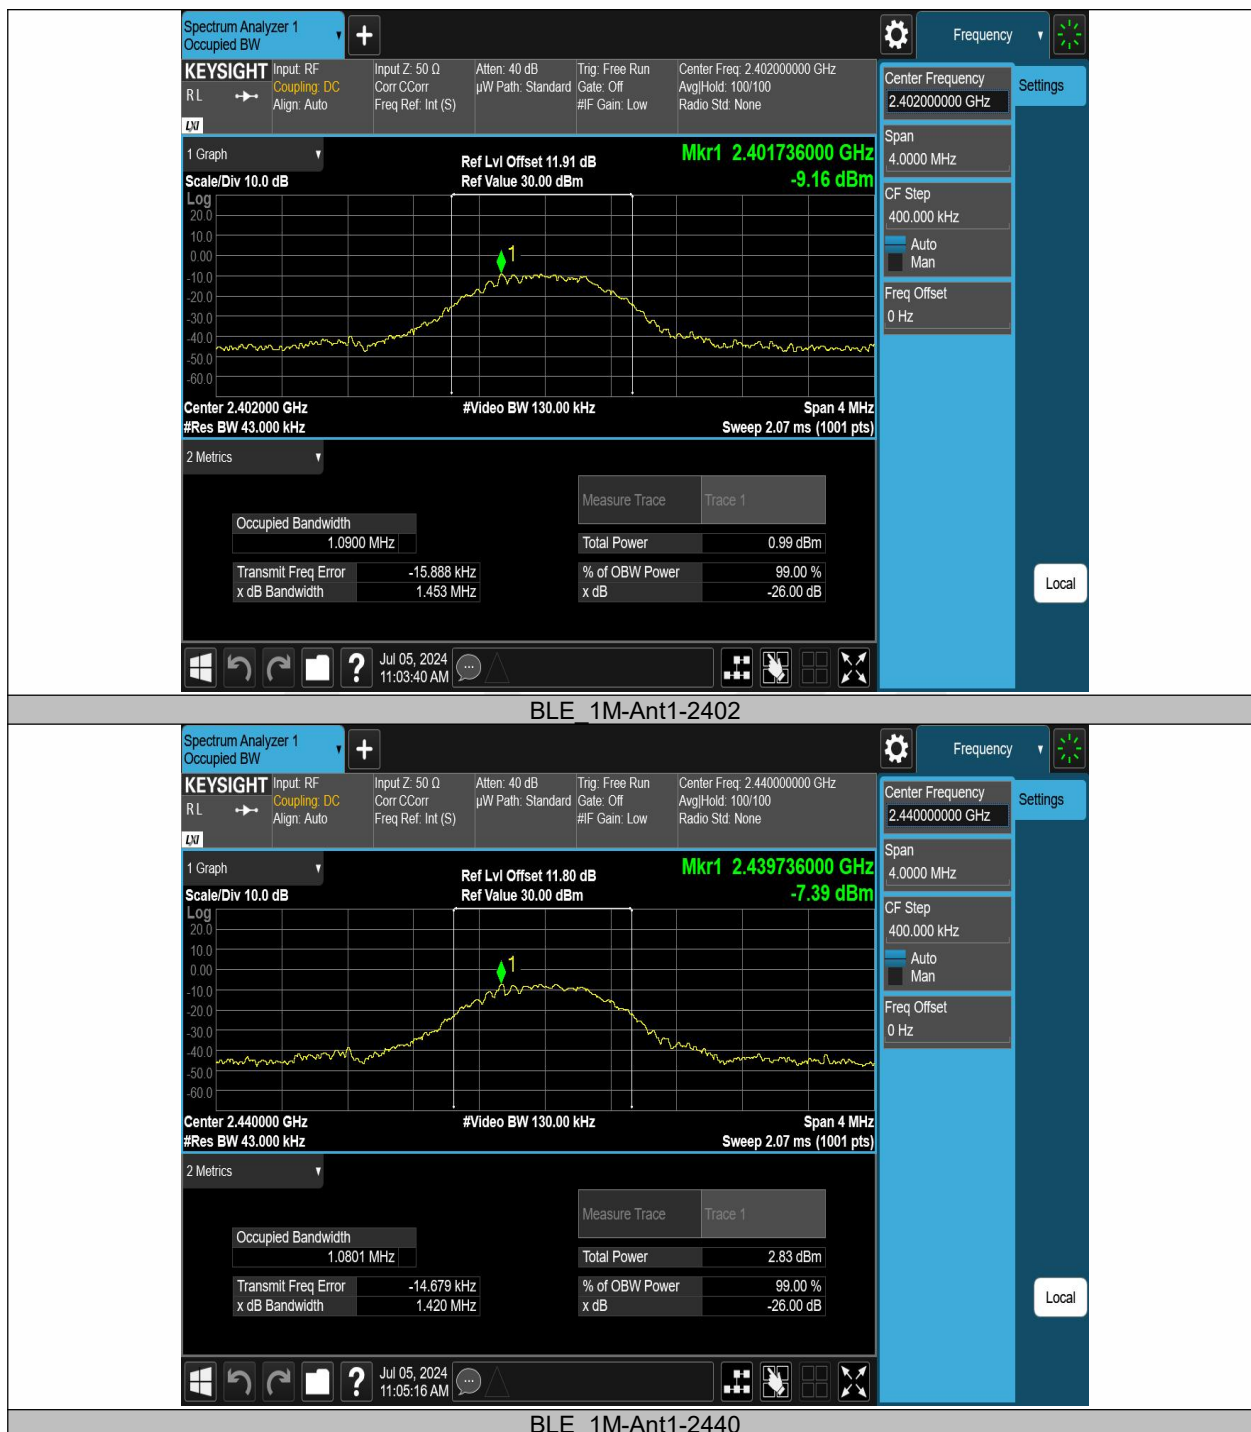 Spectrum Analyzer 1
Occupied BW
Frequency
KEYSIGHT
R L
LXI
Input: RF
Coupling: DC
Align: Auto
Input Z: 50 Ω
Corr CCorr
Freq Ref: Int (S)
Atten: 40 dB
µW Path: Standard
Trig: Free Run
Gate: Off
#IF Gain: Low
Center Freq: 2.402000000 GHz
Avg|Hold: 100/100
Radio Std: None
Center Frequency
2.402000000 GHz
Settings
Span
4.0000 MHz
CF Step
400.000 kHz
Auto
Man
Freq Offset
0 Hz
Local
1 Graph
Scale/Div 10.0 dB
Ref Lvl Offset 11.91 dB
Ref Value 30.00 dBm
Mkr1 2.401736000 GHz
-9.16 dBm
Log
20.0
10.0
0.00
-10.0
-20.0
-30.0
-40.0
-50.0
-60.0
1
Center 2.402000 GHz
#Video BW 130.00 kHz
Span 4 MHz
#Res BW 43.000 kHz
Sweep 2.07 ms (1001 pts)
2 Metrics
Measure Trace Trace 1
Occupied Bandwidth
1.0900 MHz
Total Power 0.99 dBm
Transmit Freq Error -15.888 kHz
% of OBW Power 99.00 %
x dB Bandwidth 1.453 MHz
x dB -26.00 dB
?
Jul 05, 2024
11:03:40 AM
BLE_1M-Ant1-2402
Spectrum Analyzer 1
Occupied BW
Frequency
KEYSIGHT
R L
LXI
Input: RF
Coupling: DC
Align: Auto
Input Z: 50 Ω
Corr CCorr
Freq Ref: Int (S)
Atten: 40 dB
µW Path: Standard
Trig: Free Run
Gate: Off
#IF Gain: Low
Center Freq: 2.440000000 GHz
Avg|Hold: 100/100
Radio Std: None
Center Frequency
2.440000000 GHz
Settings
Span
4.0000 MHz
CF Step
400.000 kHz
Auto
Man
Freq Offset
0 Hz
Local
1 Graph
Scale/Div 10.0 dB
Ref Lvl Offset 11.80 dB
Ref Value 30.00 dBm
Mkr1 2.439736000 GHz
-7.39 dBm
Log
20.0
10.0
0.00
-10.0
-20.0
-30.0
-40.0
-50.0
-60.0
1
Center 2.440000 GHz
#Video BW 130.00 kHz
Span 4 MHz
#Res BW 43.000 kHz
Sweep 2.07 ms (1001 pts)
2 Metrics
Measure Trace Trace 1
Occupied Bandwidth
1.0801 MHz
Total Power 2.83 dBm
Transmit Freq Error -14.679 kHz
% of OBW Power 99.00 %
x dB Bandwidth 1.420 MHz
x dB -26.00 dB
?
Jul 05, 2024
11:05:16 AM
BLE_1M-Ant1-2440